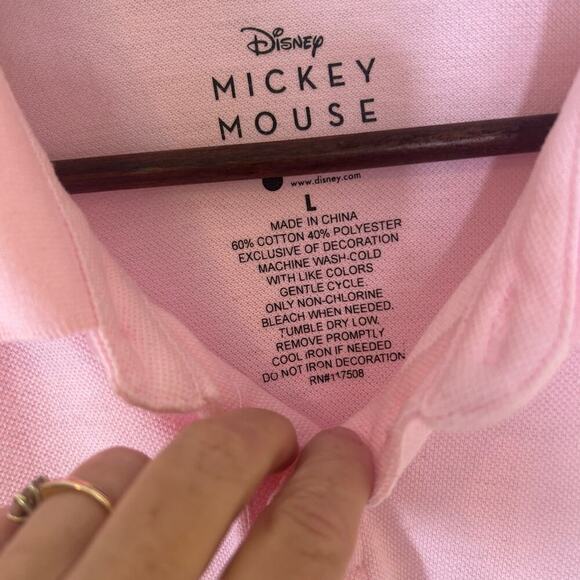 Disney
MICKEY
MOUSE
www.disney.com
L
MADE IN CHINA
60% COTTON 40% POLYESTER
EXCLUSIVE OF DECORATION
MACHINE WASH-COLD
WITH LIKE COLORS
GENTLE CYCLE.
ONLY NON-CHLORINE
BLEACH WHEN NEEDED.
TUMBLE DRY LOW.
REMOVE PROMPTLY
COOL IRON IF NEEDED
DO NOT IRON DECORATION
RN#117508